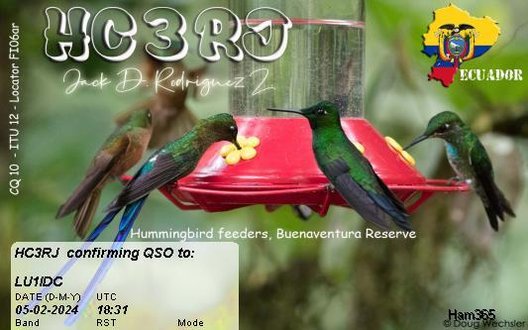 HC3RJ
Jack D. Rodriguez Z.
ECUADOR
CQ 10 - ITU 12 - Locator FI06ar
Hummingbird feeders, Buenaventura Reserve
HC3RJ confirming QSO to:
LU1IDC
DATE (D-M-Y) UTC
05-02-2024 18:31
Band RST Mode
Ham365
© Doug Wechsler